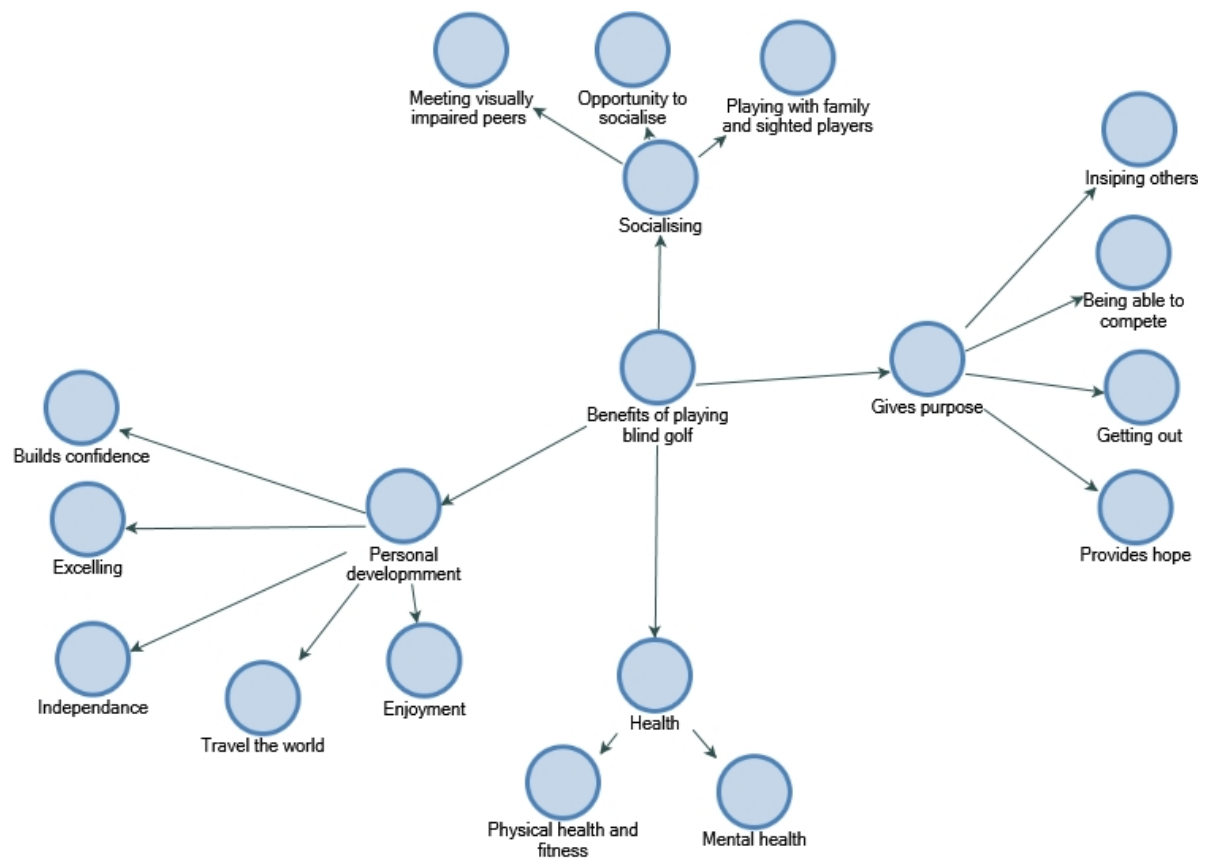 Meeting visually
impaired peers
Opportunity to
socialise
Playing with family
and sighted players
Insiping others
Socialising
Being able to
compete
Benefits of playing
blind golf
Gives purpose
Getting out
Builds confidence
Provides hope
Excelling
Personal
developmment
Independance
Travel the world
Enjoyment
Health
Physical health and
fitness
Mental health